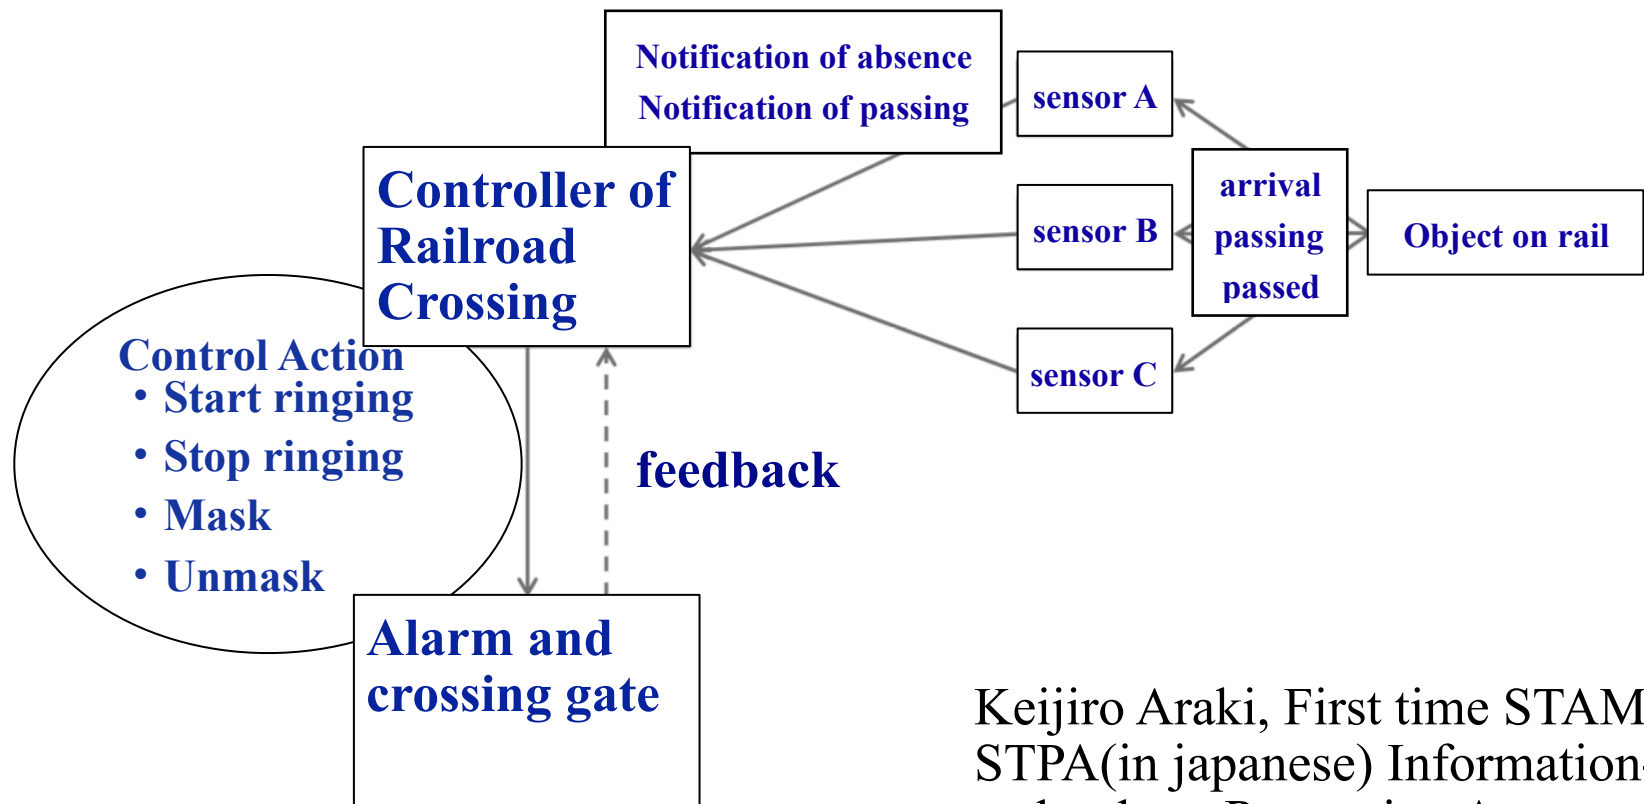 Notification of absence
Notification of passing
sensor A
Controller of
Railroad
Crossing
arrival
passing
passed
sensor B
Object on rail
sensor C
Control Action
• Start ringing
• Stop ringing
• Mask
• Unmask
feedback
Alarm and
crossing gate
Keijiro Araki, First time STAM
STPA(in japanese) Information-